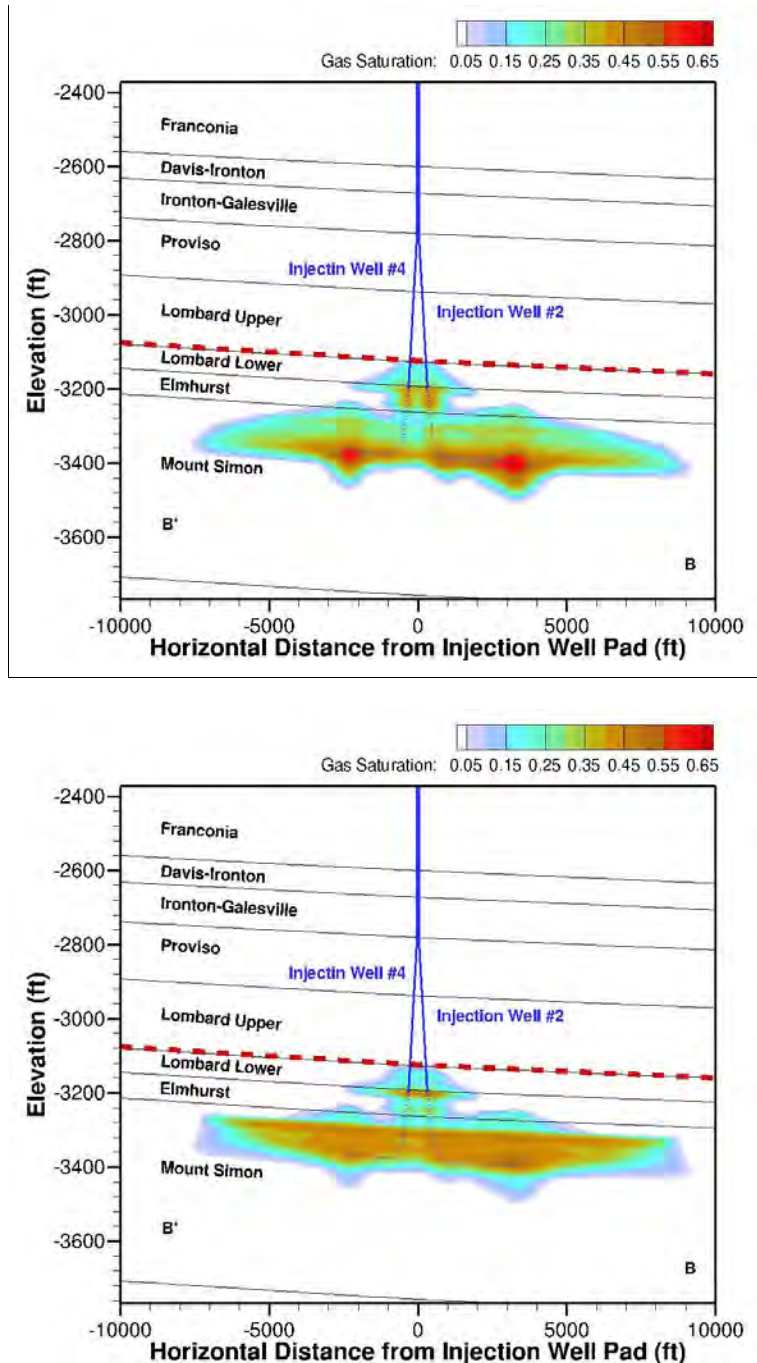 Gas Saturation: 0.05 0.15 0.25 0.35 0.45 0.55 0.65
-2400
Franconia
-2600
Davis-Ironton
Ironton-Galesville
-2800
Proviso
Injectin Well #4
Injection Well #2
-3000
Lombard Upper
Elevation (ft)
Lombard Lower
-3200
Elmhurst
-3400
Mount Simon
B'
-3600
B
-10000 -5000 0 5000 10000
Horizontal Distance from Injection Well Pad (ft)
Gas Saturation: 0.05 0.15 0.25 0.35 0.45 0.55 0.65
-2400
Franconia
-2600
Davis-Ironton
Ironton-Galesville
-2800
Proviso
Injectin Well #4
Injection Well #2
-3000
Lombard Upper
Elevation (ft)
Lombard Lower
-3200
Elmhurst
-3400
Mount Simon
B'
-3600
B
-10000 -5000 0 5000 10000
Horizontal Distance from Injection Well Pad (ft)